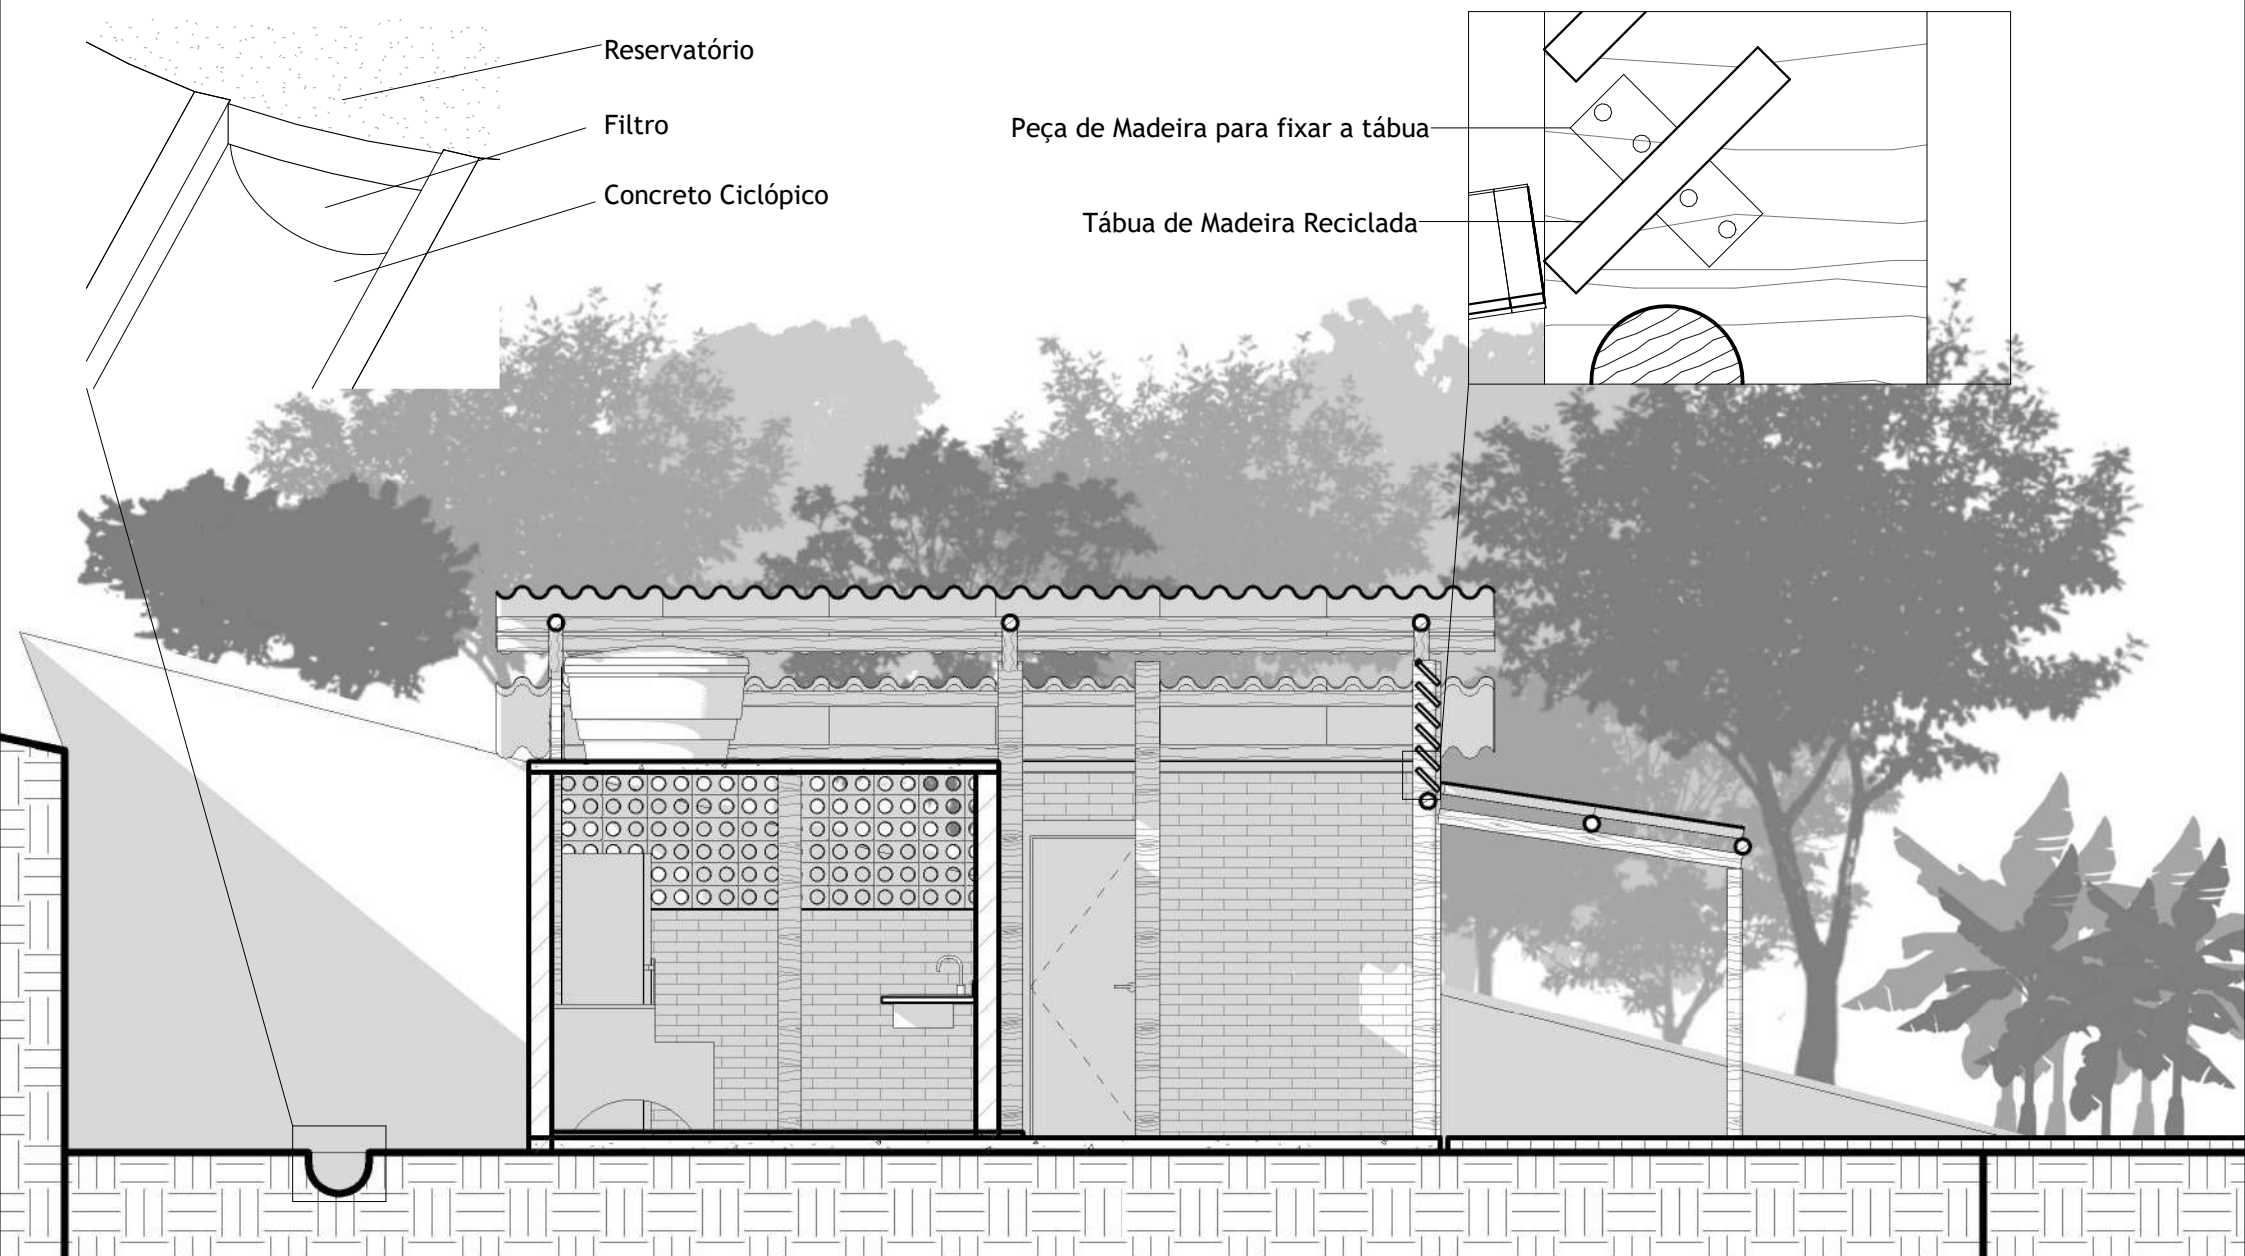 Reservatório
Filtro
Concreto Ciclópico
Peça de Madeira para fixar a tábua
Tábua de Madeira Reciclada